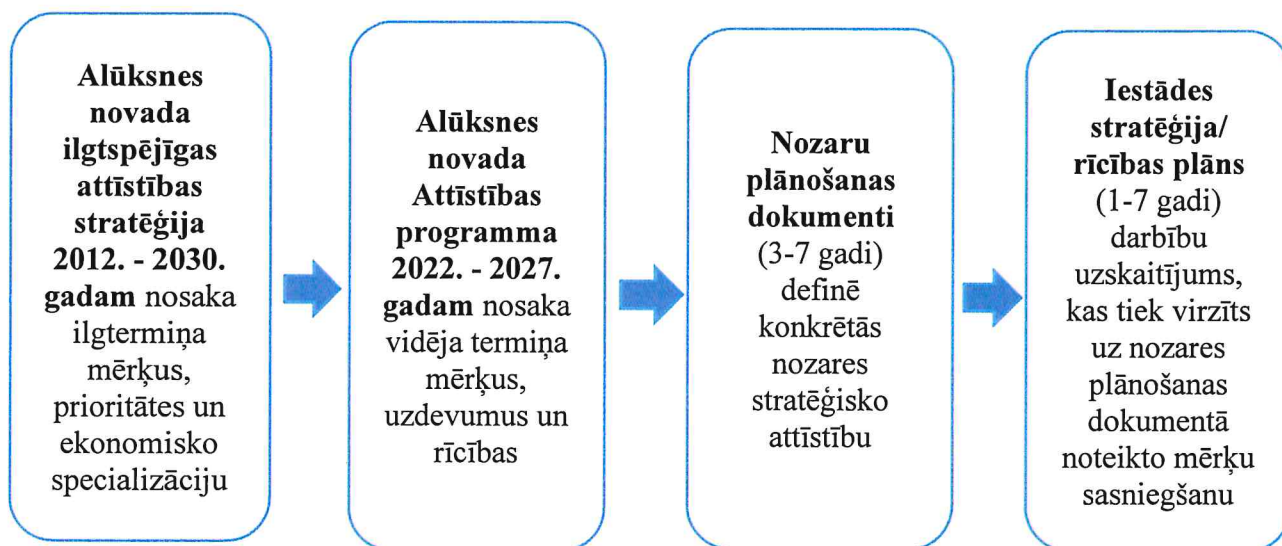 Alūksnes
novada
ilgtspējīgas
attīstības
stratēģija
2012. - 2030.
gadam nosaka
ilgtermiņa
mērķus,
prioritātes un
ekonomisko
specializāciju
Alūksnes
novada
Attīstības
programma
2022. - 2027.
gadam nosaka
vidēja termiņa
mērķus,
uzdevumus un
rīcības
Nozaru
plānošanas
dokumenti
(3-7 gadi)
definē
konkrētās
nozares
stratēģisko
attīstību
Iestādes
stratēģija/
rīcības plāns
(1-7 gadi)
darbību
uzskaitījums,
kas tiek virzīts
uz nozares
plānošanas
dokumentā
noteikto mērķu
sasniegšanu